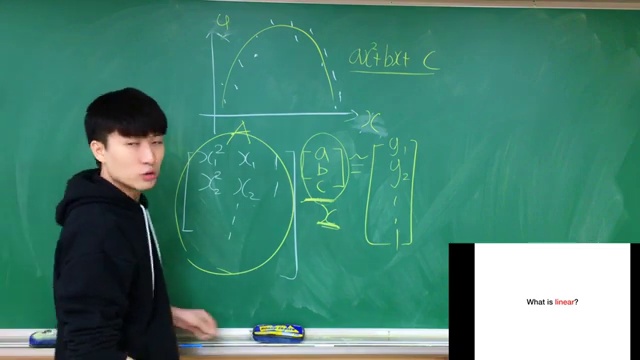 y
ax²+bx+ c
x
A
x₁² x₁ 1
x₂² x₂ 1
a
b
c
≈
y₁
y₂
x
What is linear?